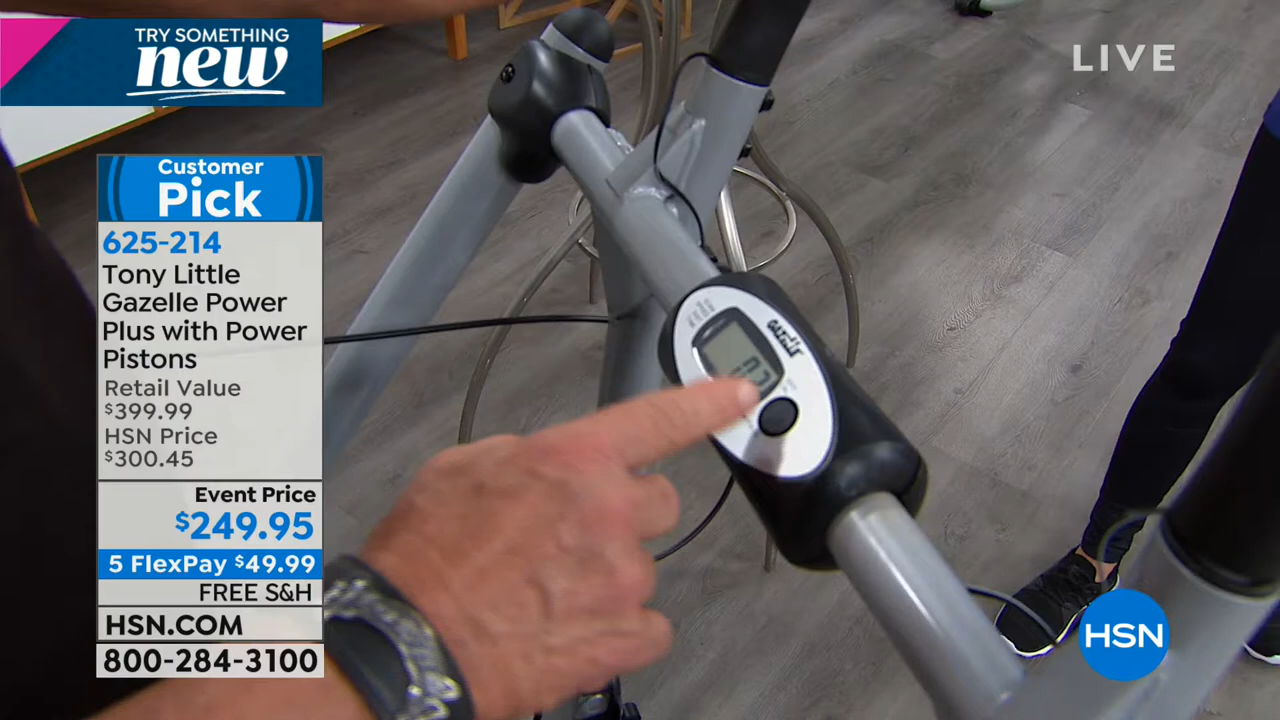 TRY SOMETHING
new
LIVE
Customer
Pick
625-214
Tony Little
Gazelle Power
Plus with Power
Pistons
Retail Value
$399.99
HSN Price
$300.45
Event Price
$249.95
5 FlexPay $49.99
FREE S&H
HSN.COM
800-284-3100
GAZELLE
HSN